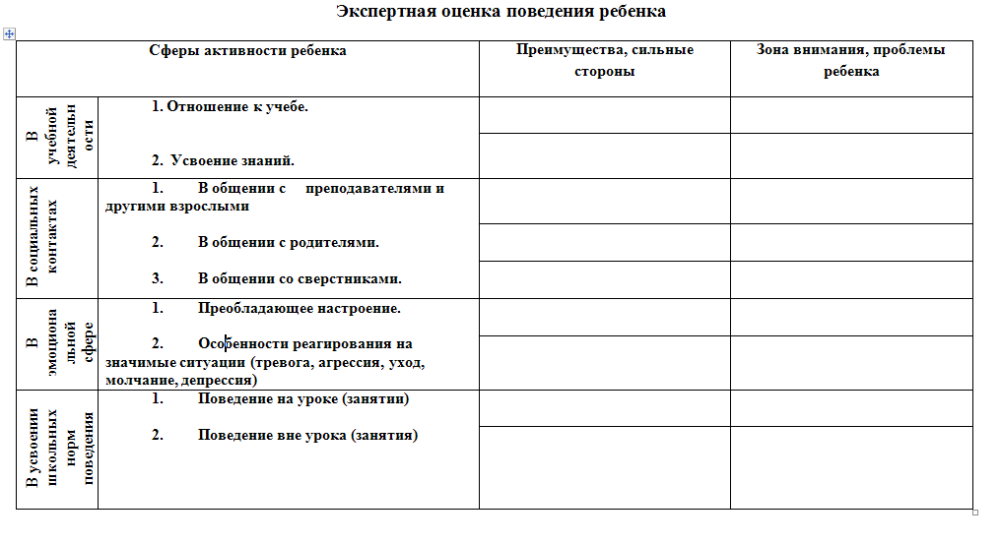 Экспертная оценка поведения ребенка
Сферы активности ребенка
Преимущества, сильные
стороны
Зона внимания, проблемы
ребенка
В
учебной
деятельн
ости
1. Отношение к учебе.
2. Усвоение знаний.
В социальных
контактах
1. В общении с преподавателями и
другими взрослыми
2. В общении с родителями.
3. В общении со сверстниками.
В
эмоциона
льной
сфере
1. Преобладающее настроение.
2. Особенности реагирования на
значимые ситуации (тревога, агрессия, уход,
молчание, депрессия)
В усвоении
школьных
норм
поведения
1. Поведение на уроке (занятии)
2. Поведение вне урока (занятия)